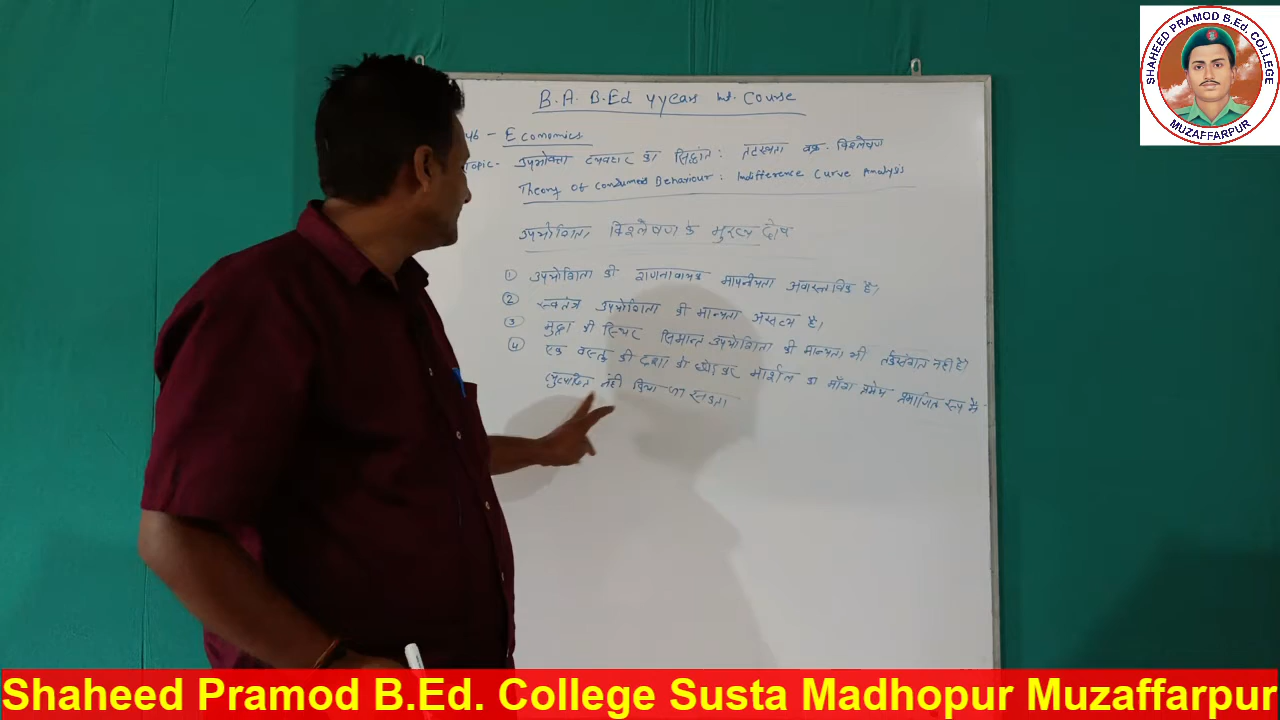 SHAHEED PRAMOD B.Ed. COLLEGE
MUZAFFARPUR
B.A. B.Ed 4 years Int. Course
Economics
Topic - उपभोक्ता व्यवहार का सिद्धांत : तटस्थता वक्र विश्लेषण
Theory of Consumers Behaviour : Indifference Curve Analysis
उपयोगिता विश्लेषण के मुख्य दोष
① उपयोगिता की गणनावाचक मापनीयता अवास्तविक है।
② स्वतंत्र उपयोगिता की मान्यता असत्य है।
③ मुद्रा की स्थिर सिमान्त उपयोगिता की मान्यता भी तर्कसंगत नहीं है।
④ एक वस्तु की दशा को छोड़कर मार्शल का माँग प्रमेय प्रमाणित रूप में
नहीं किया जा सकता।
Shaheed Pramod B.Ed. College Susta Madhopur Muzaffarpur